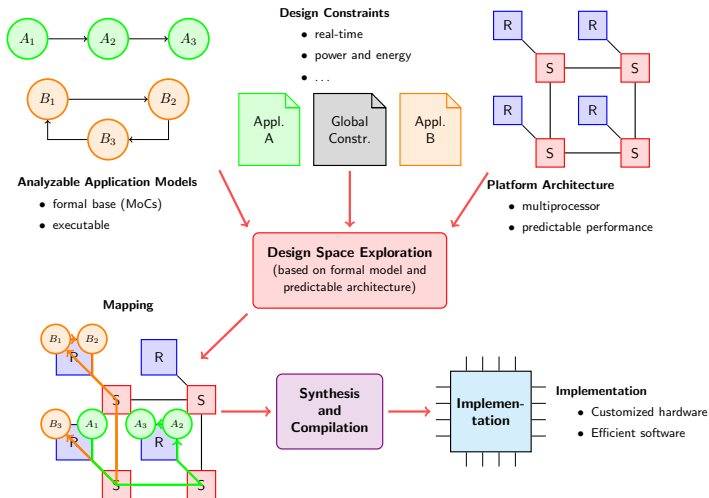 A1
A2
A3
B1
B2
B3
Analyzable Application Models
• formal base (MoCs)
• executable
Design Constraints
• real-time
• power and energy
• ...
Appl.
A
Global
Constr.
Appl.
B
R
R
S
S
R
R
S
S
Platform Architecture
• multiprocessor
• predictable performance
Design Space Exploration
(based on formal model and
predictable architecture)
Mapping
B1
B2
R
R
S
S
B3
A1
A3
A2
R
R
S
S
Synthesis
and
Compilation
Implemen-
tation
Implementation
• Customized hardware
• Efficient software